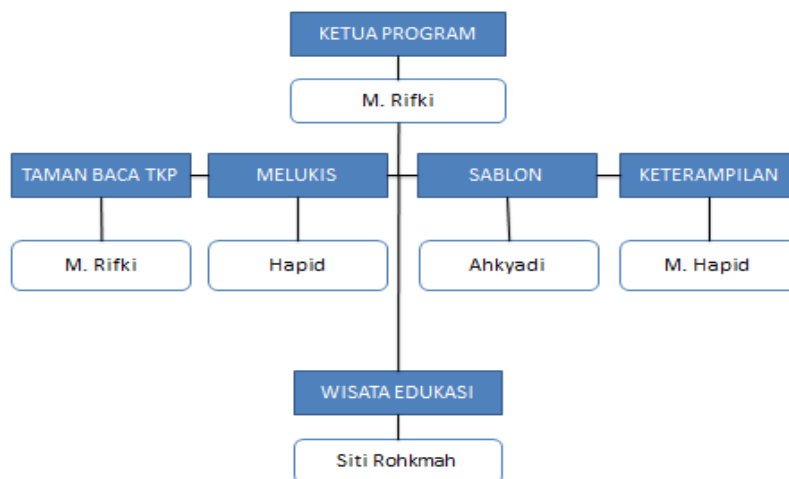 KETUA PROGRAM
M. Rifki
TAMAN BACA TKP
MELUKIS
SABLON
KETERAMPILAN
M. Rifki
Hapid
Ahkyadi
M. Hapid
WISATA EDUKASI
Siti Rohkmah